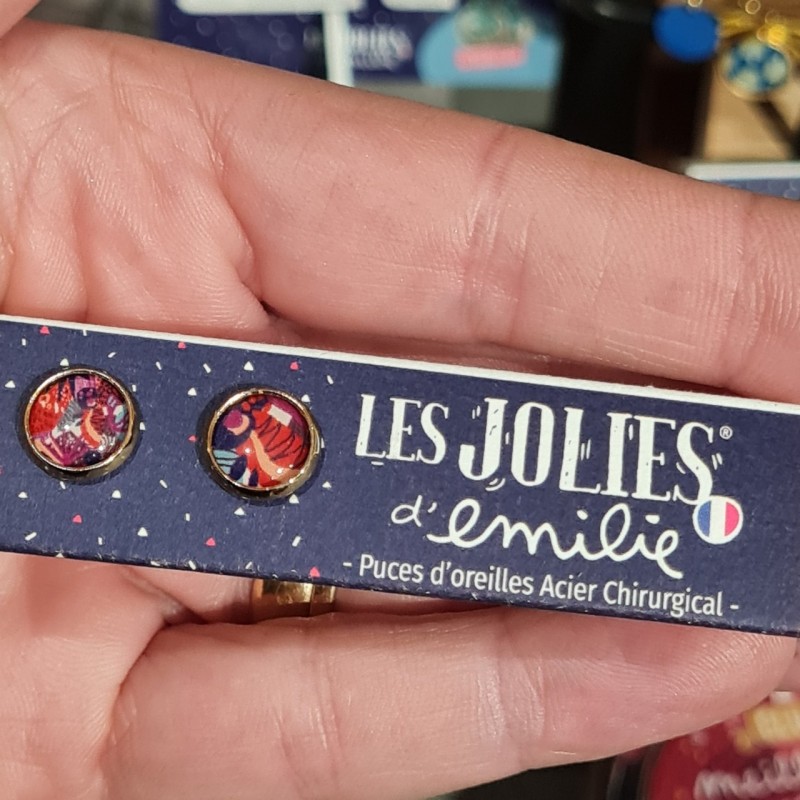 LES JOLIES®
d'emilie
- Puces d'oreilles Acier Chirurgical -